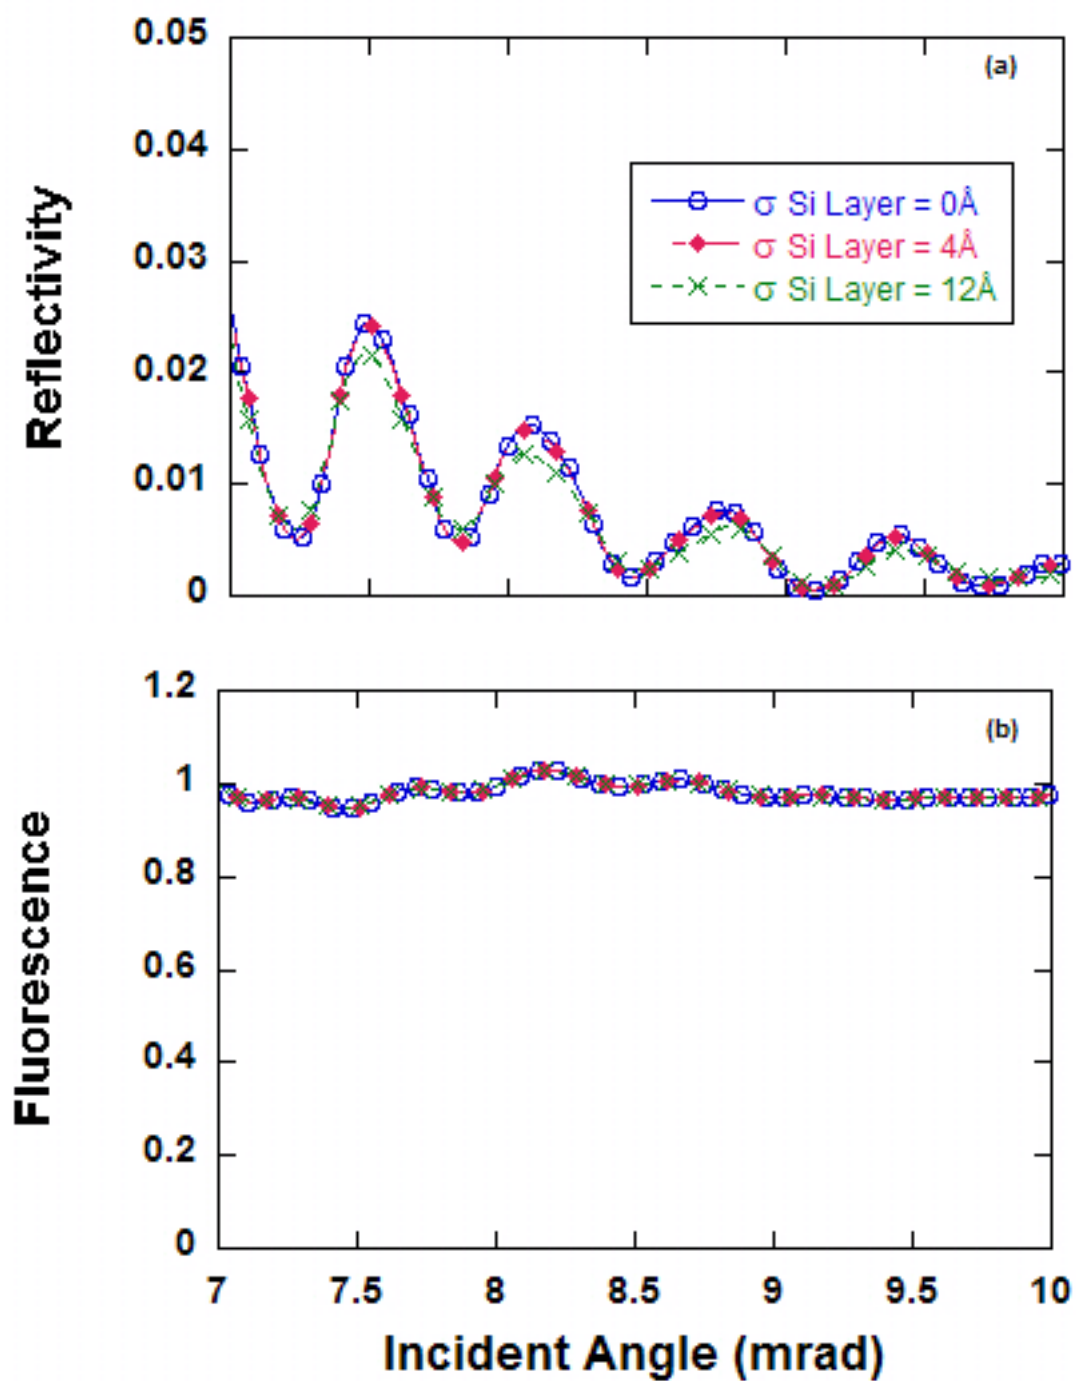 0.05
(a)
0.04
σ Si Layer = 0Å
σ Si Layer = 4Å
σ Si Layer = 12Å
0.03
0.02
0.01
0
Reflectivity
1.2
(b)
1
0.8
0.6
0.4
0.2
0
Fluorescence
7 7.5 8 8.5 9 9.5 10
Incident Angle (mrad)